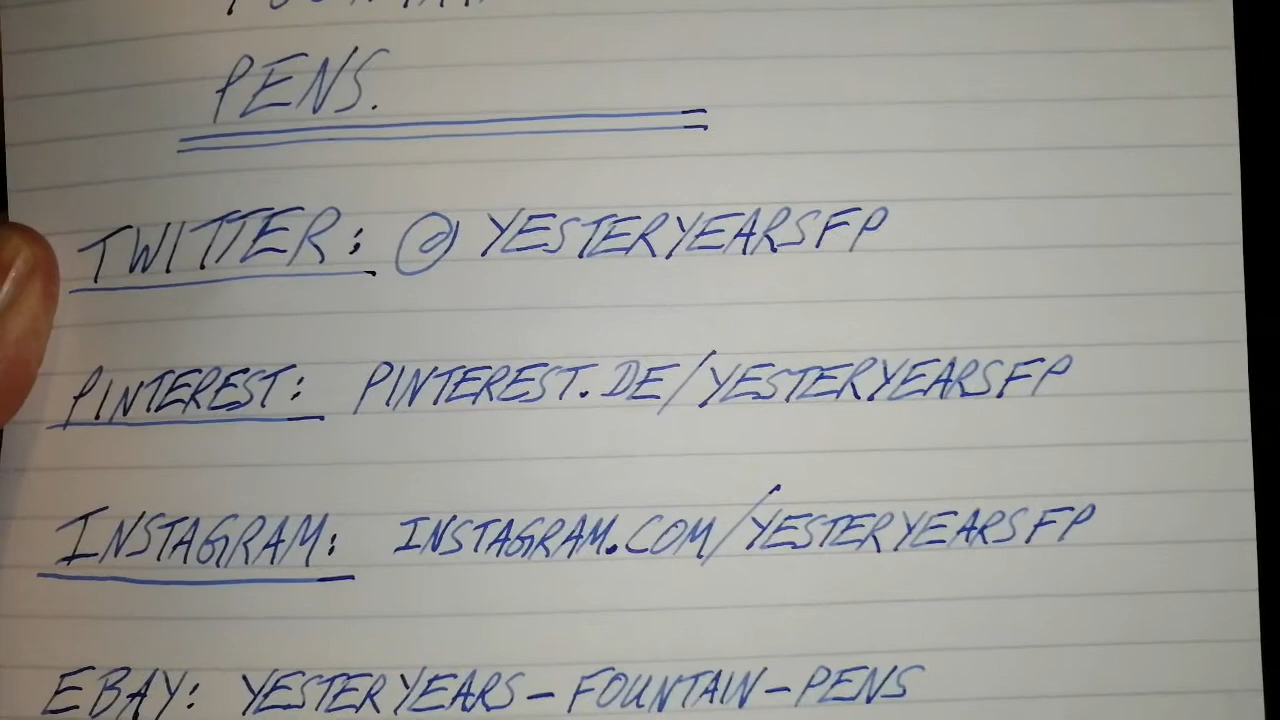 PENS.
TWITTER: @YESTERYEARSFP
PINTEREST: PINTEREST.DE/YESTERYEARSFP
INSTAGRAM: INSTAGRAM.COM/YESTERYEARSFP
EBAY: YESTERYEARS-FOUNTAIN-PENS